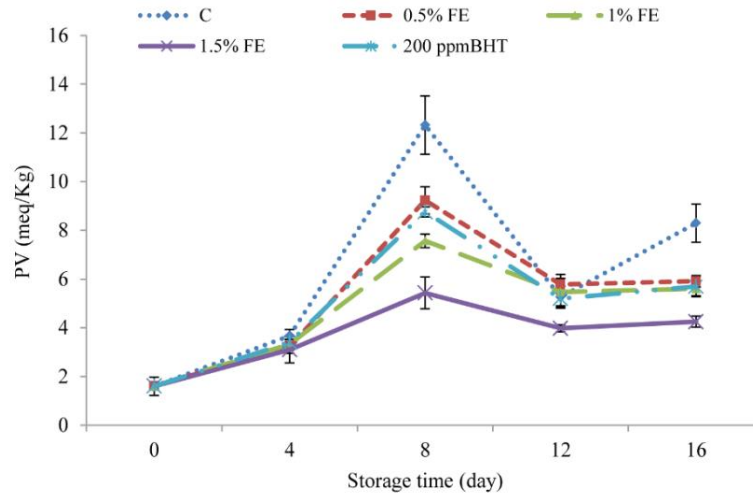 C 0.5% FE 1% FE
1.5% FE 200 ppmBHT
16
14
12
10
8
6
4
2
0
PV (meq/Kg)
0 4 8 12 16
Storage time (day)